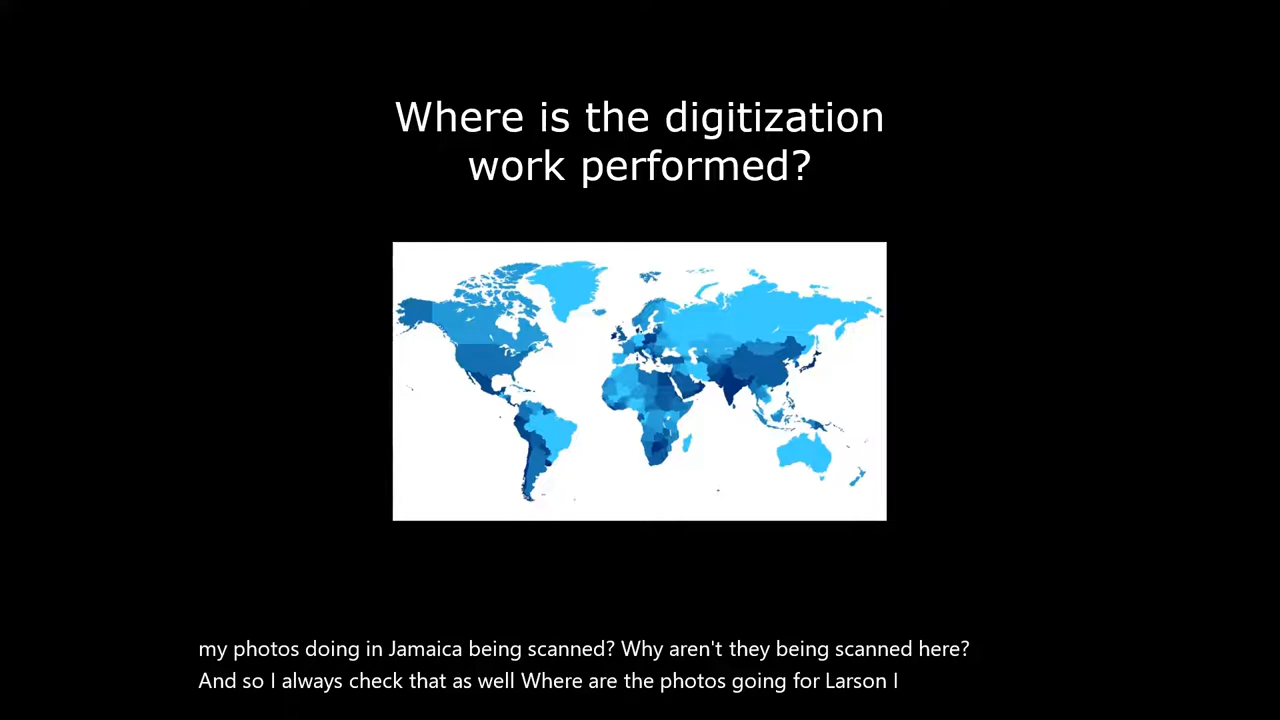 Where is the digitization
work performed?
my photos doing in Jamaica being scanned? Why aren't they being scanned here?
And so I always check that as well Where are the photos going for Larson I